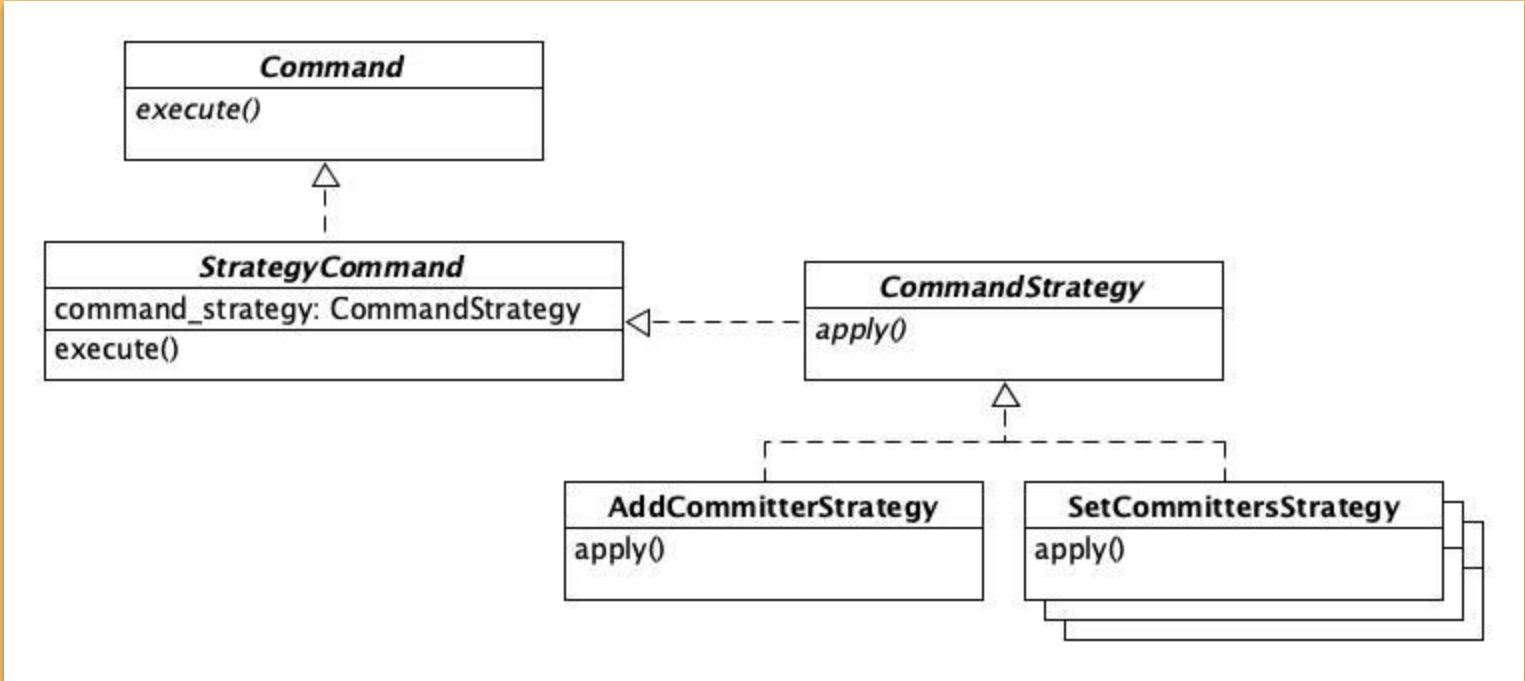 Command
execute()
StrategyCommand
command_strategy: CommandStrategy
execute()
CommandStrategy
apply()
AddCommitterStrategy
apply()
SetCommittersStrategy
apply()